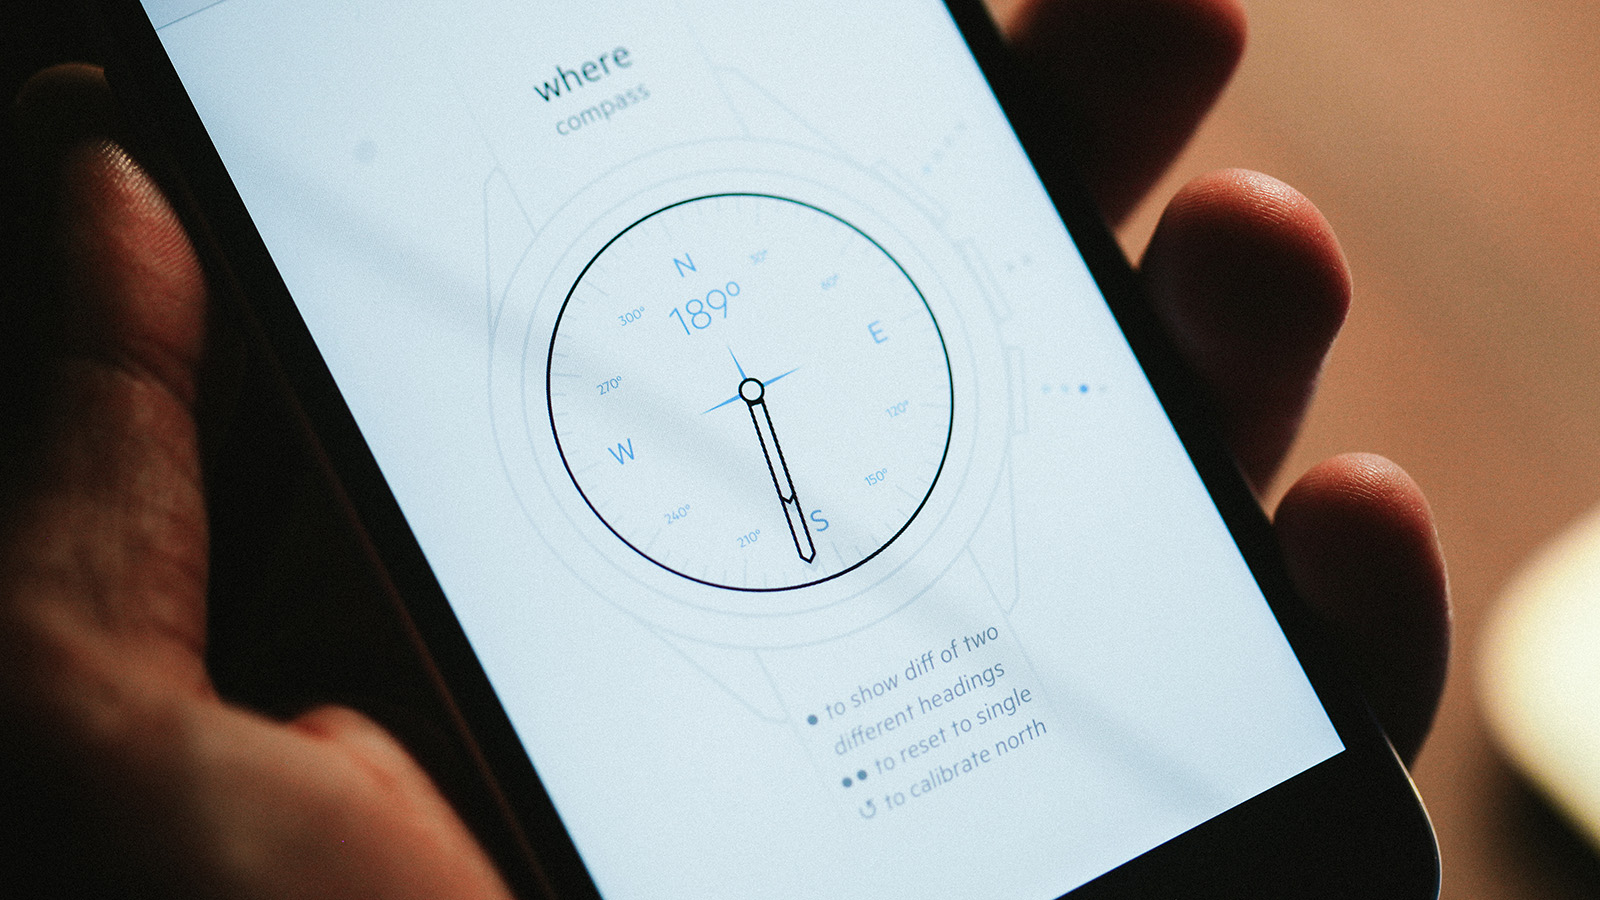 where
compass
N
30°
60°
300°
189°
E
270°
120°
W
150°
240°
S
210°
● to show diff of two
different headings
●● to reset to single
↺ to calibrate north